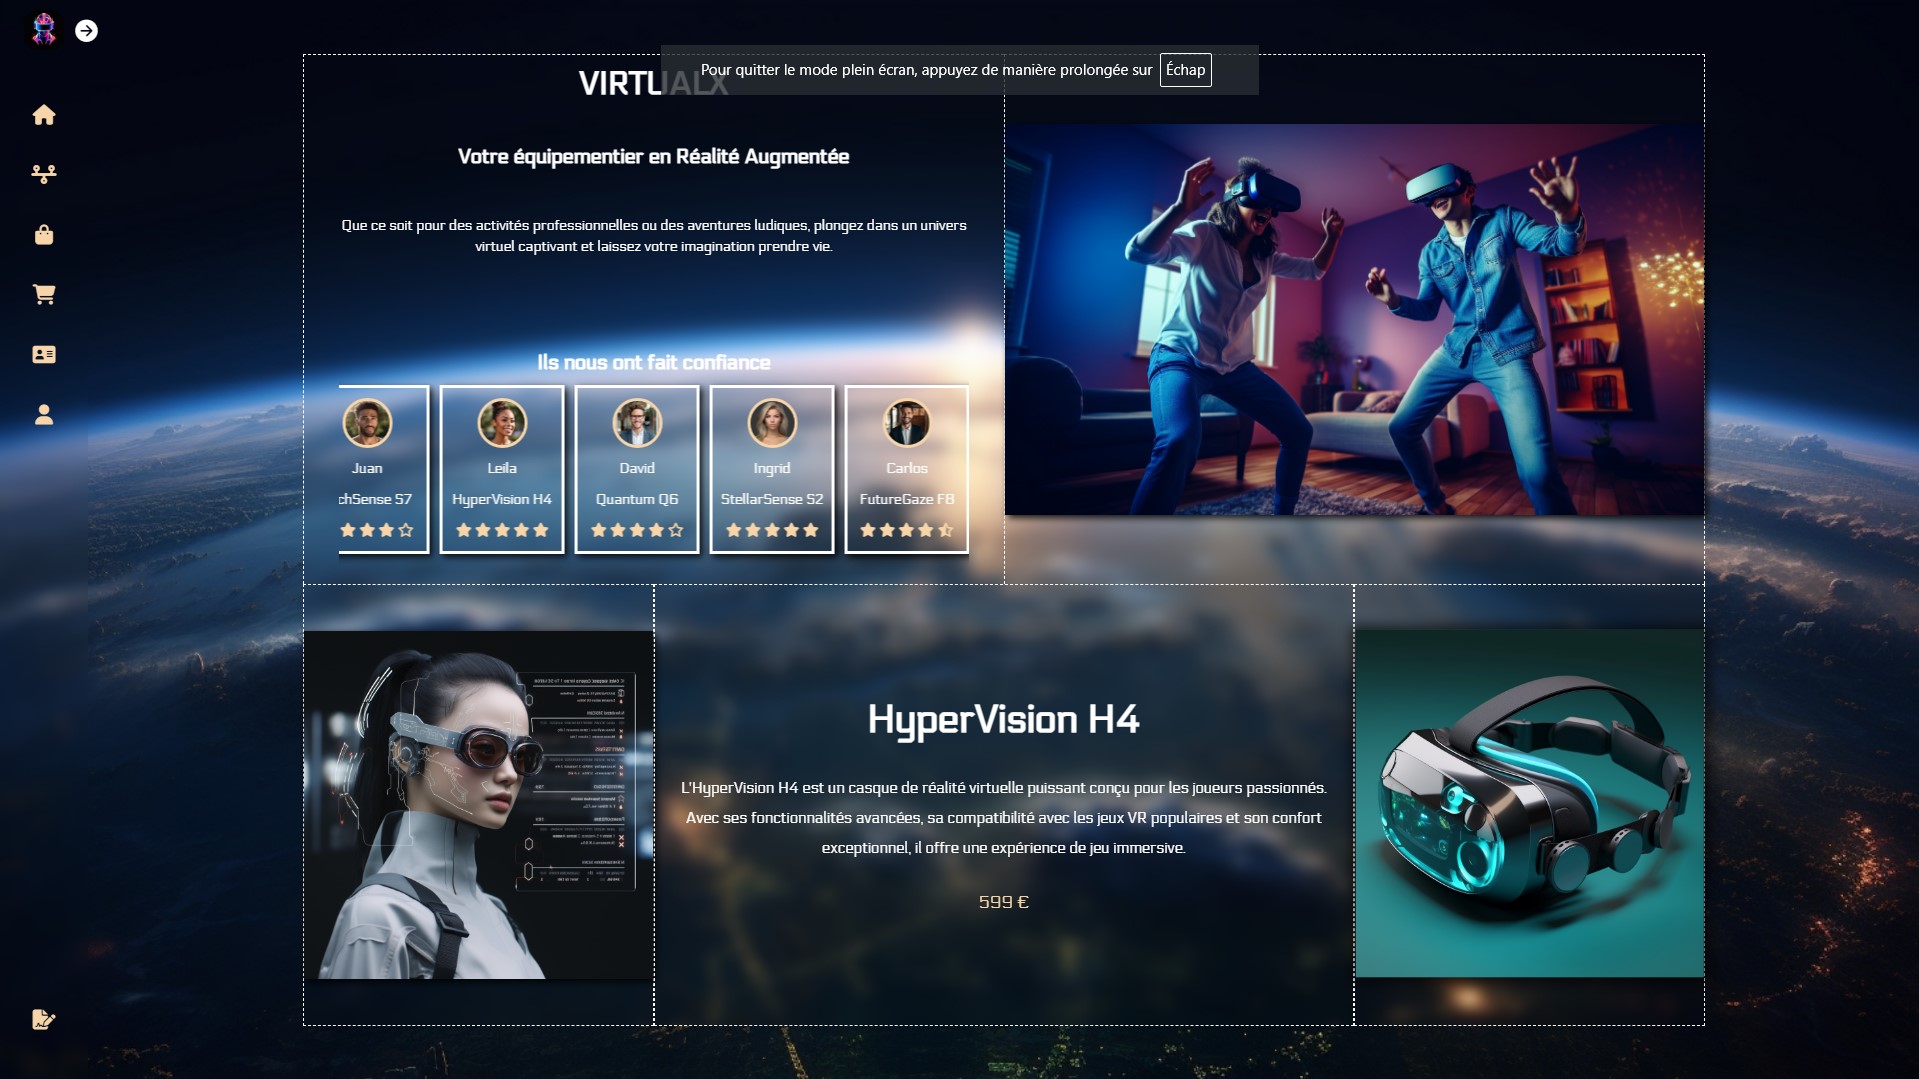 Pour quitter le mode plein écran, appuyez de manière prolongée sur Échap
VIRTUALX
Votre équipementier en Réalité Augmentée
Que ce soit pour des activités professionnelles ou des aventures ludiques, plongez dans un univers
virtuel captivant et laissez votre imagination prendre vie.
Ils nous ont fait confiance
Juan
chSense S7
Leila
HyperVision H4
David
Quantum Q6
Ingrid
StellarSense S2
Carlos
FutureGaze F8
HyperVision H4
L'HyperVision H4 est un casque de réalité virtuelle puissant conçu pour les joueurs passionnés.
Avec ses fonctionnalités avancées, sa compatibilité avec les jeux VR populaires et son confort
exceptionnel, il offre une expérience de jeu immersive.
599 €